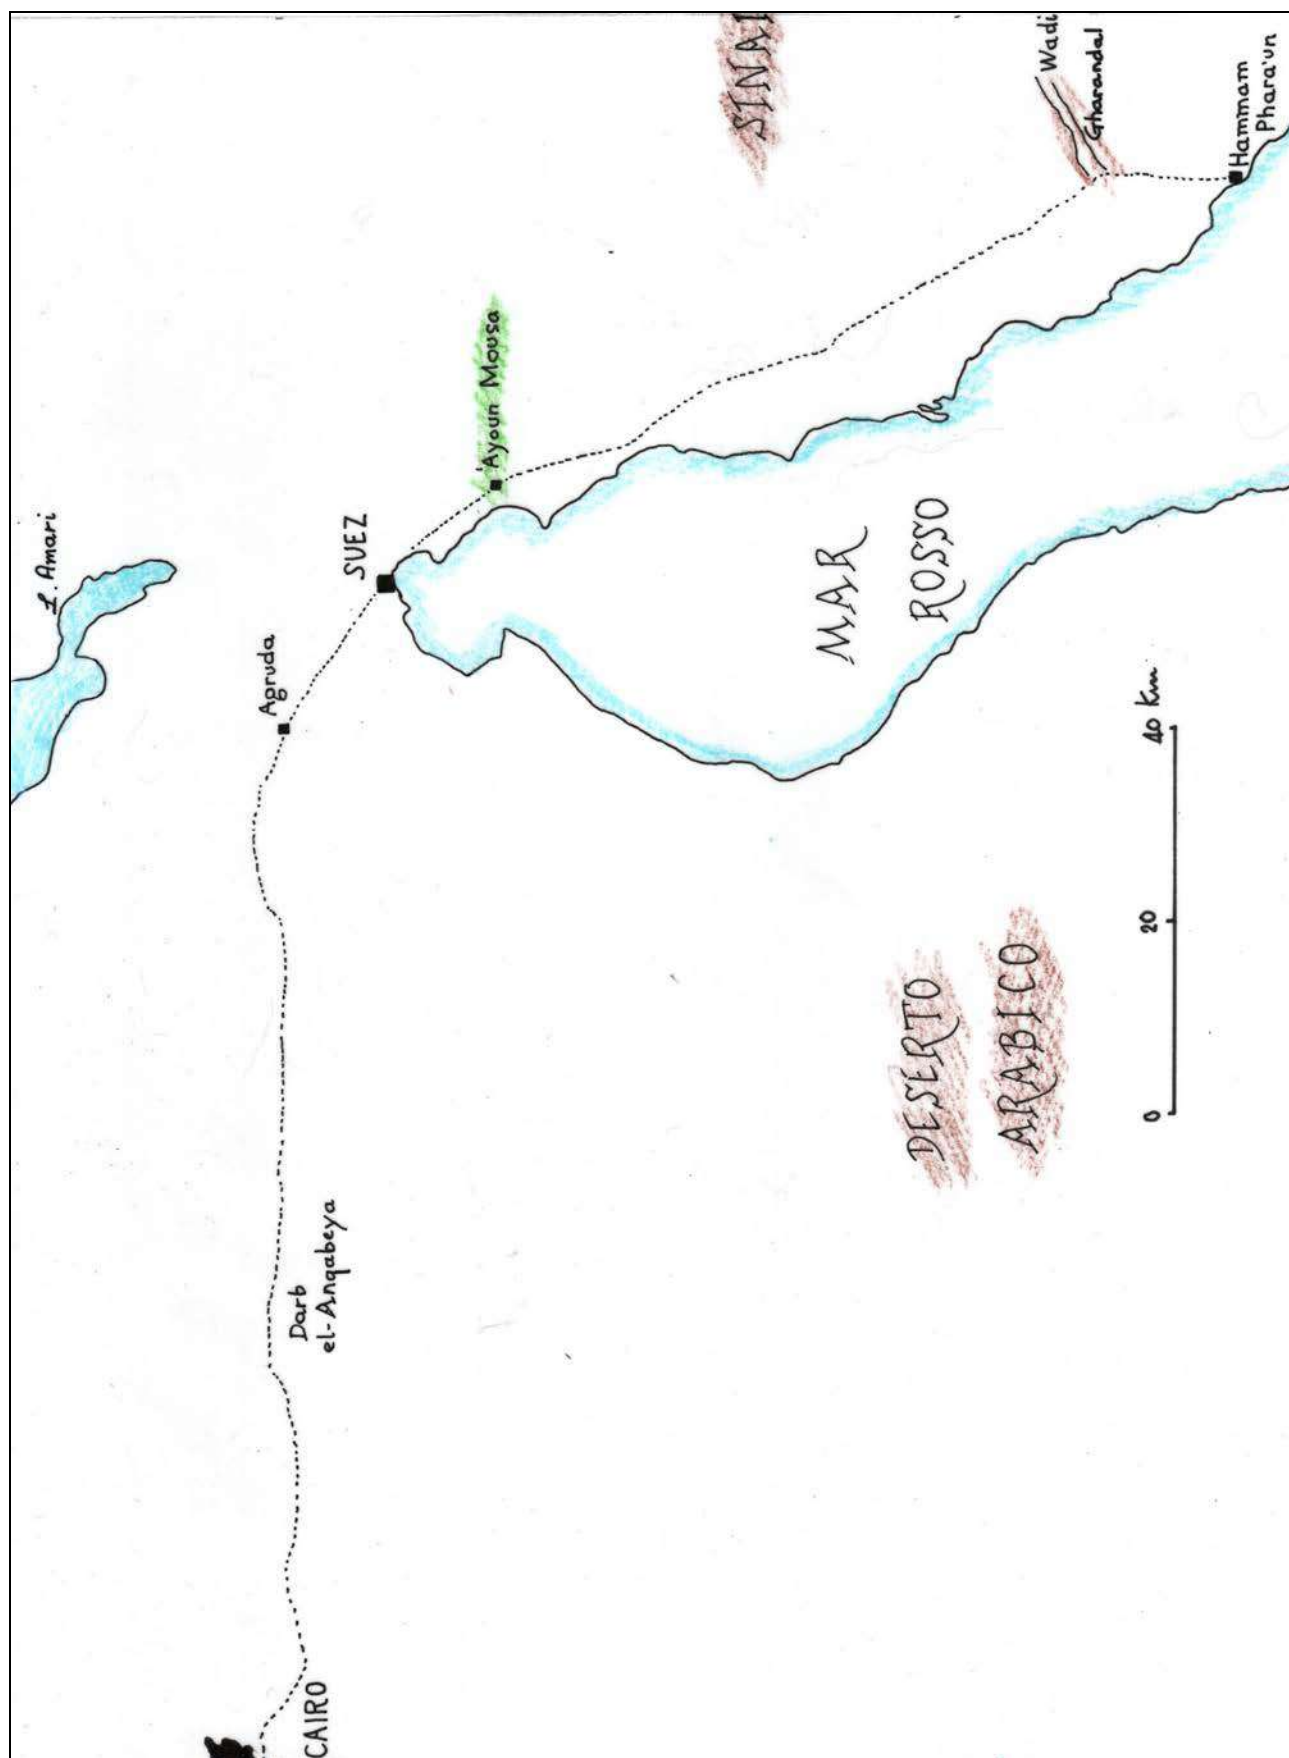 L. Amari
Agruda
CAIRO
Darb
el-Anqabeya
SUEZ
'Ayoun Mousa
SINAI
MAR
ROSSO
DESERTO
ARABICO
Wadi
Gharandal
0 20 40 Km
Hammam
Phara'un